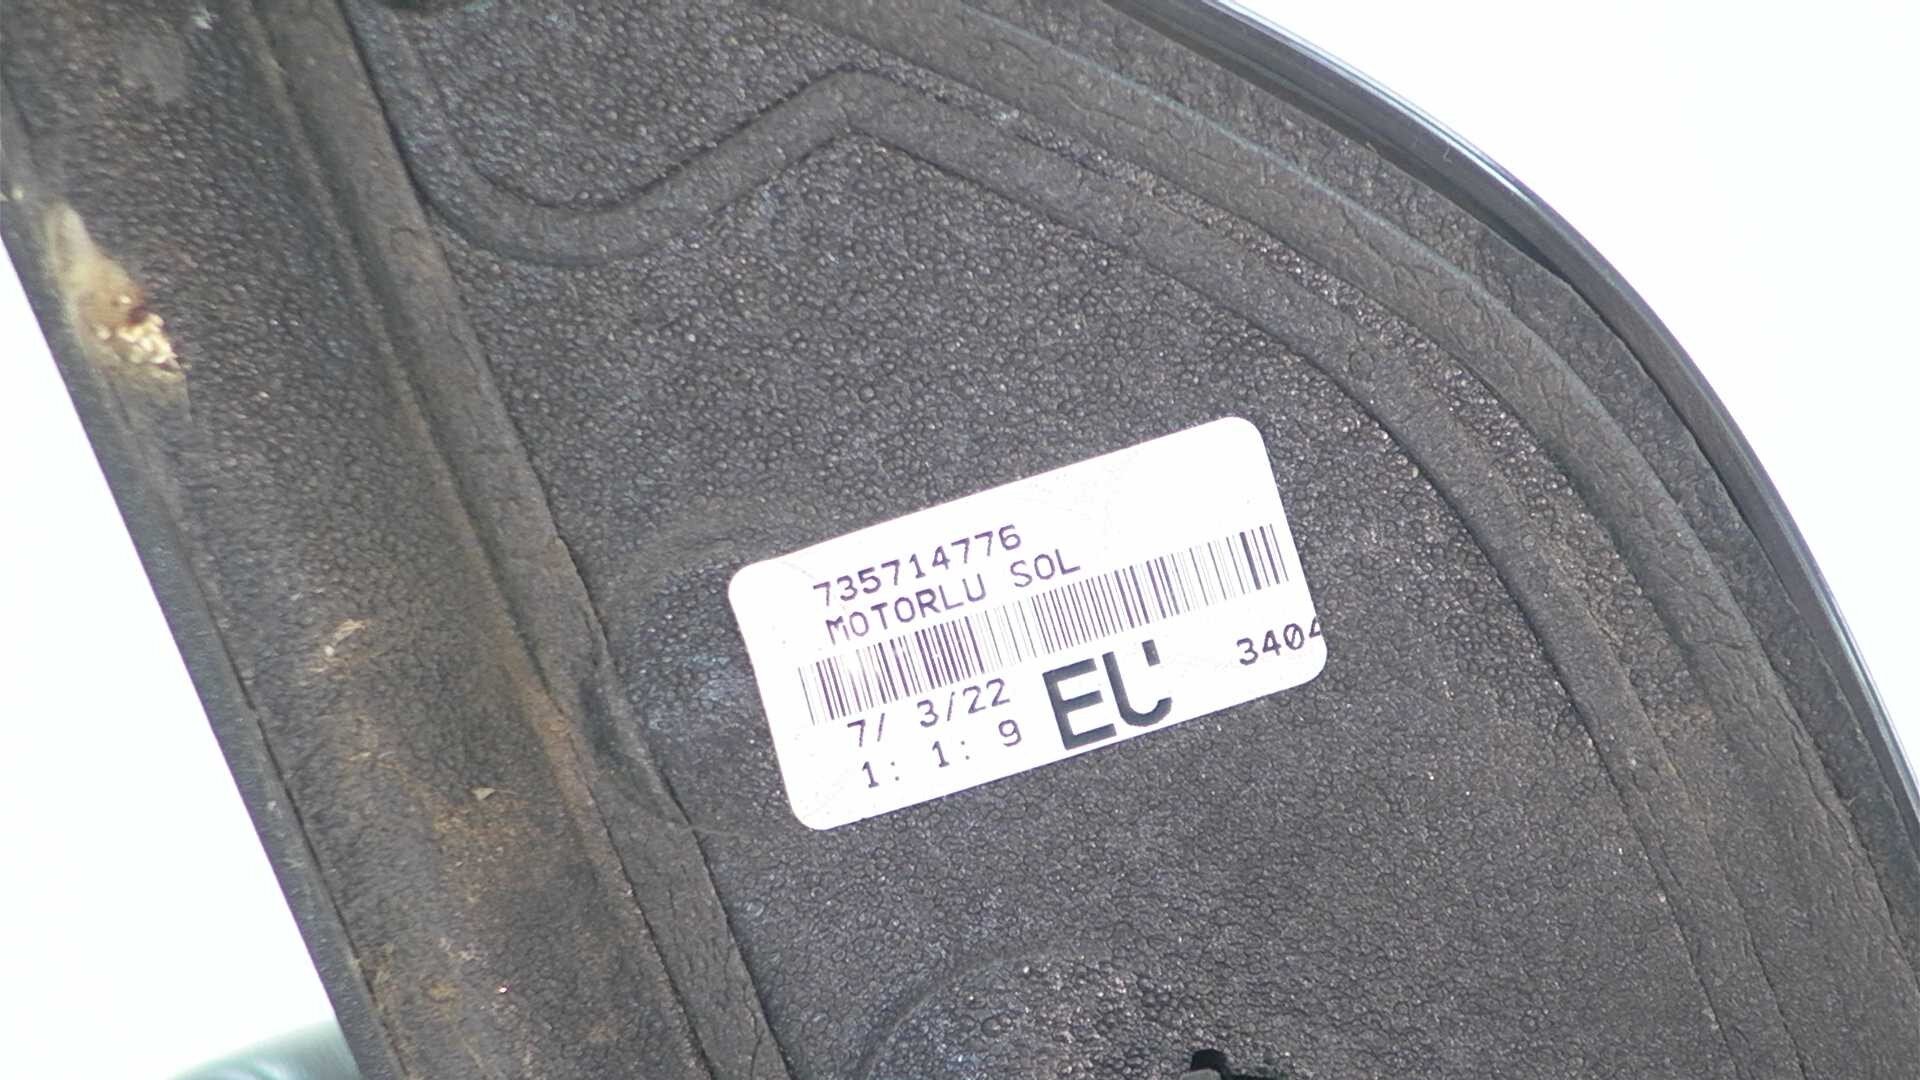 735714776
MOTORLU SOL
7/ 3/22
1: 1: 9
EU
3404